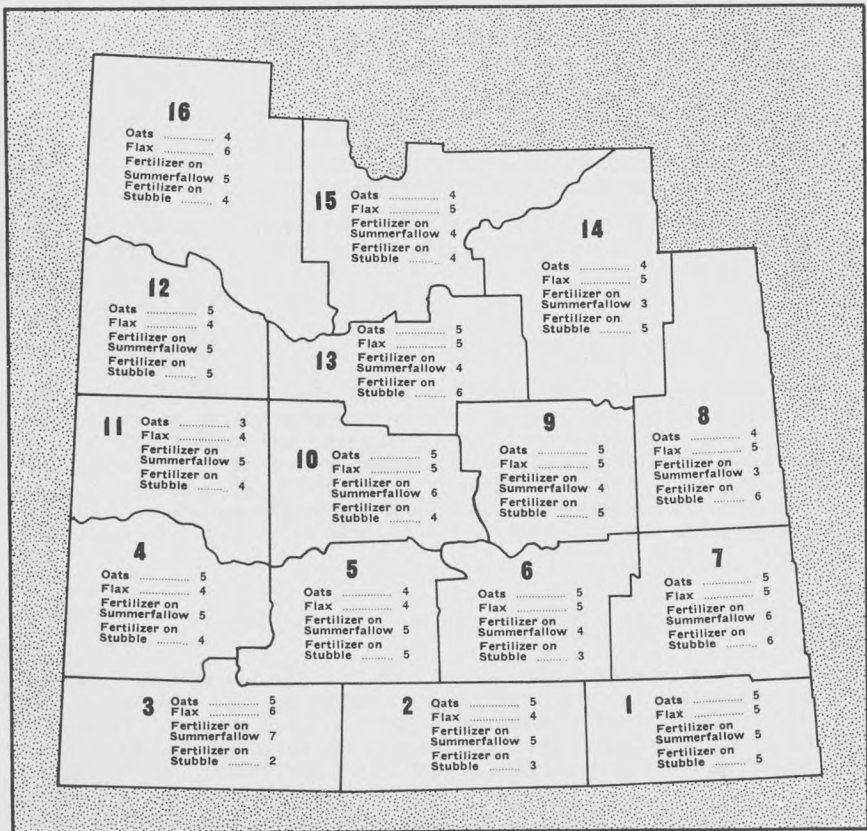 16
Oats ............ 4
Flax ............ 6
Fertilizer on
Summerfallow 5
Fertilizer on
Stubble ........ 4
15
Oats ............ 4
Flax ............ 5
Fertilizer on
Summerfallow 4
Fertilizer on
Stubble ........ 4
14
Oats ............ 4
Flax ............ 5
Fertilizer on
Summerfallow 3
Fertilizer on
Stubble ........ 5
12
Oats ............ 5
Flax ............ 4
Fertilizer on
Summerfallow 5
Fertilizer on
Stubble ........ 5
13
Oats ............ 5
Flax ............ 5
Fertilizer on
Summerfallow 4
Fertilizer on
Stubble ........ 6
11
Oats ............ 3
Flax ............ 4
Fertilizer on
Summerfallow 5
Fertilizer on
Stubble ........ 4
10
Oats ............ 5
Flax ............ 5
Fertilizer on
Summerfallow 6
Fertilizer on
Stubble ........ 4
9
Oats ............ 5
Flax ............ 5
Fertilizer on
Summerfallow 4
Fertilizer on
Stubble ........ 5
8
Oats ............ 4
Flax ............ 5
Fertilizer on
Summerfallow 3
Fertilizer on
Stubble ........ 6
4
Oats ............ 5
Flax ............ 4
Fertilizer on
Summerfallow 5
Fertilizer on
Stubble ........ 4
5
Oats ............ 4
Flax ............ 4
Fertilizer on
Summerfallow 5
Fertilizer on
Stubble ........ 5
6
Oats ............ 5
Flax ............ 5
Fertilizer on
Summerfallow 4
Fertilizer on
Stubble ........ 3
7
Oats ............ 5
Flax ............ 5
Fertilizer on
Summerfallow 6
Fertilizer on
Stubble ........ 6
3
Oats ............ 5
Flax ............ 6
Fertilizer on
Summerfallow 7
Fertilizer on
Stubble ........ 2
2
Oats ............ 5
Flax ............ 4
Fertilizer on
Summerfallow 5
Fertilizer on
Stubble ........ 3
1
Oats ............ 5
Flax ............ 5
Fertilizer on
Summerfallow 5
Fertilizer on
Stubble ........ 5